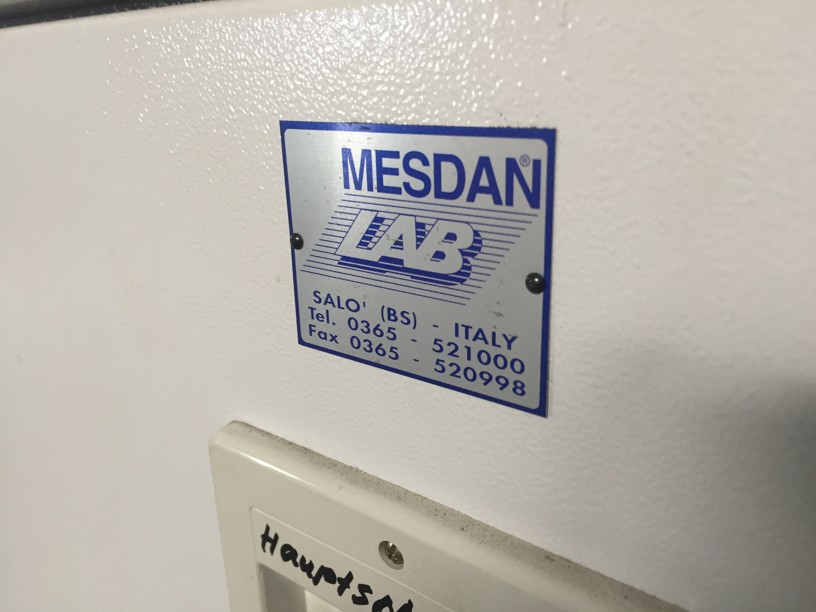 MESDAN®
LAB
SALO' (BS) - ITALY
Tel. 0365 - 521000
Fax 0365 - 520998